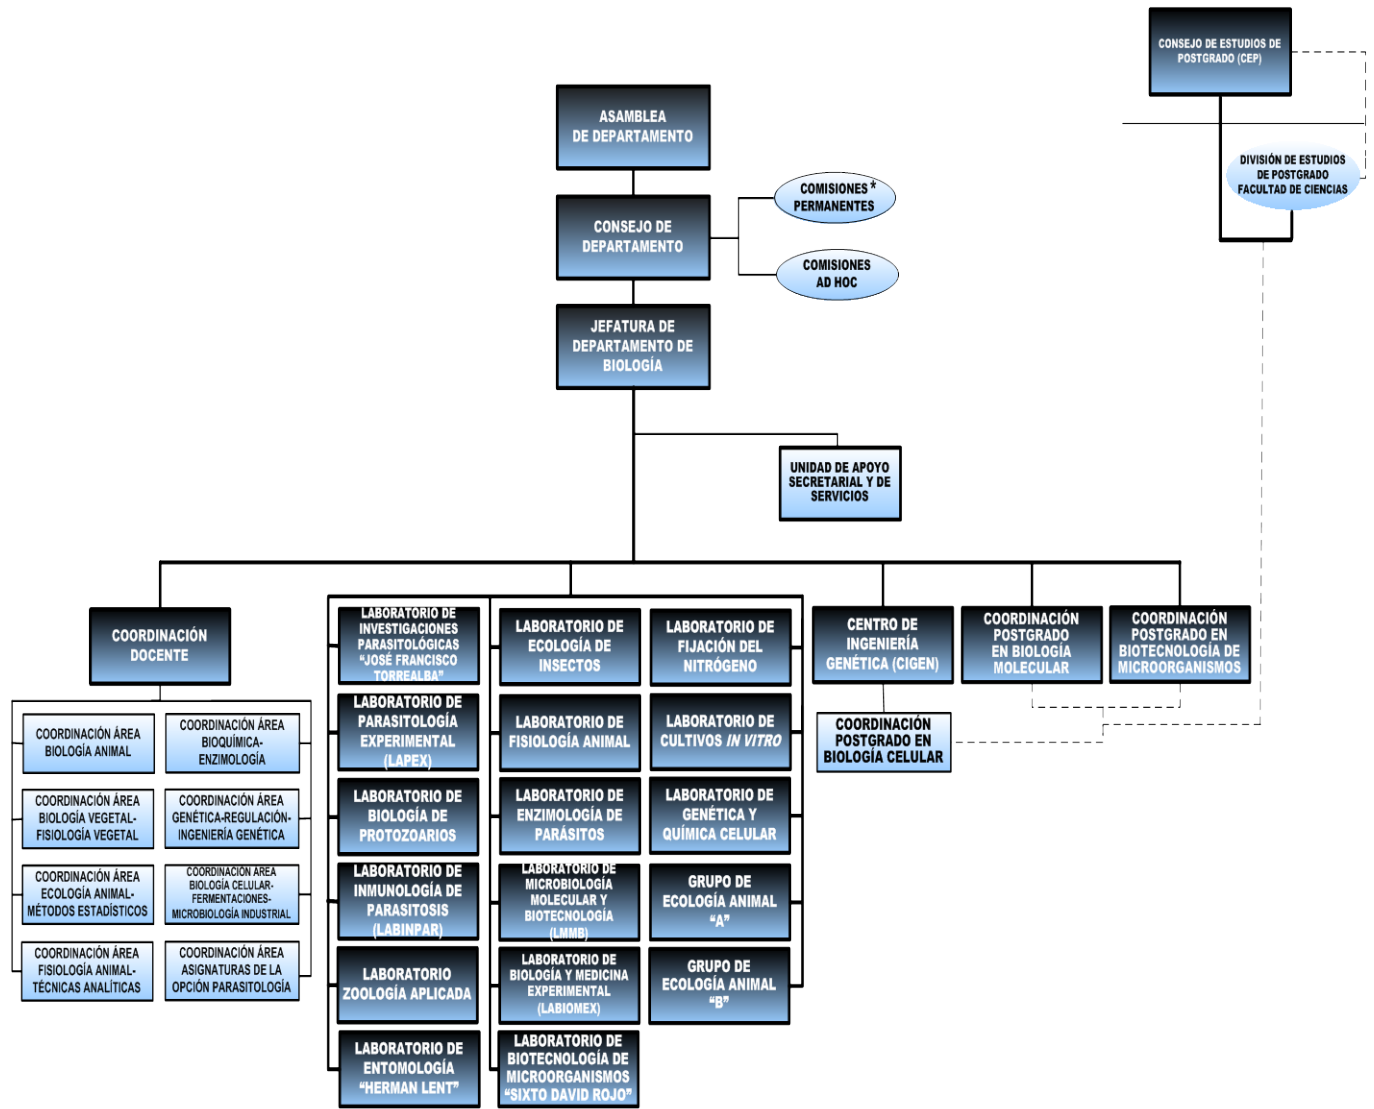 CONSEJO DE ESTUDIOS DE
POSTGRADO (CEP)
ASAMBLEA
DE DEPARTAMENTO
DIVISIÓN DE ESTUDIOS
DE POSTGRADO
FACULTAD DE CIENCIAS
COMISIONES *
PERMANENTES
CONSEJO DE
DEPARTAMENTO
COMISIONES
AD HOC
JEFATURA DE
DEPARTAMENTO DE
BIOLOGÍA
UNIDAD DE APOYO
SECRETARIAL Y DE
SERVICIOS
COORDINACIÓN
DOCENTE
COORDINACIÓN ÁREA
BIOLOGÍA ANIMAL
COORDINACIÓN ÁREA
BIOQUÍMICA-
ENZIMOLOGÍA
COORDINACIÓN ÁREA
BIOLOGÍA VEGETAL-
FISIOLOGÍA VEGETAL
COORDINACIÓN ÁREA
GENÉTICA-REGULACIÓN-
INGENIERÍA GENÉTICA
COORDINACIÓN ÁREA
ECOLOGÍA ANIMAL-
MÉTODOS ESTADÍSTICOS
COORDINACIÓN ÁREA
BIOLOGÍA CELULAR-
FERMENTACIONES-
MICROBIOLOGÍA INDUSTRIAL
COORDINACIÓN ÁREA
FISIOLOGÍA ANIMAL-
TÉCNICAS ANALÍTICAS
COORDINACIÓN ÁREA
ASIGNATURAS DE LA
OPCIÓN PARASITOLOGÍA
LABORATORIO DE
INVESTIGACIONES
PARASITOLÓGICAS
“JOSÉ FRANCISCO
TORREALBA”
LABORATORIO DE
ECOLOGÍA DE
INSECTOS
LABORATORIO DE
FIJACIÓN DEL
NITRÓGENO
LABORATORIO DE
PARASITOLOGÍA
EXPERIMENTAL
(LAPEX)
LABORATORIO DE
FISIOLOGÍA ANIMAL
LABORATORIO DE
CULTIVOS IN VITRO
LABORATORIO DE
BIOLOGÍA DE
PROTOZOARIOS
LABORATORIO DE
ENZIMOLOGÍA DE
PARÁSITOS
LABORATORIO DE
GENÉTICA Y
QUÍMICA CELULAR
LABORATORIO DE
INMUNOLOGÍA DE
PARASITOSIS
(LABINPAR)
LABORATORIO DE
MICROBIOLOGÍA
MOLECULAR Y
BIOTECNOLOGÍA
(LMMB)
GRUPO DE
ECOLOGÍA ANIMAL
“A”
LABORATORIO
ZOOLOGÍA APLICADA
LABORATORIO DE
BIOLOGÍA Y MEDICINA
EXPERIMENTAL
(LABIOMEX)
GRUPO DE
ECOLOGÍA ANIMAL
“B”
LABORATORIO DE
ENTOMOLOGÍA
“HERMAN LENT”
LABORATORIO DE
BIOTECNOLOGÍA DE
MICROORGANISMOS
“SIXTO DAVID ROJO”
CENTRO DE
INGENIERÍA
GENÉTICA (CIGEN)
COORDINACIÓN
POSTGRADO
EN BIOLOGÍA
MOLECULAR
COORDINACIÓN
POSTGRADO EN
BIOTECNOLOGÍA DE
MICROORGANISMOS
COORDINACIÓN
POSTGRADO EN
BIOLOGÍA CELULAR